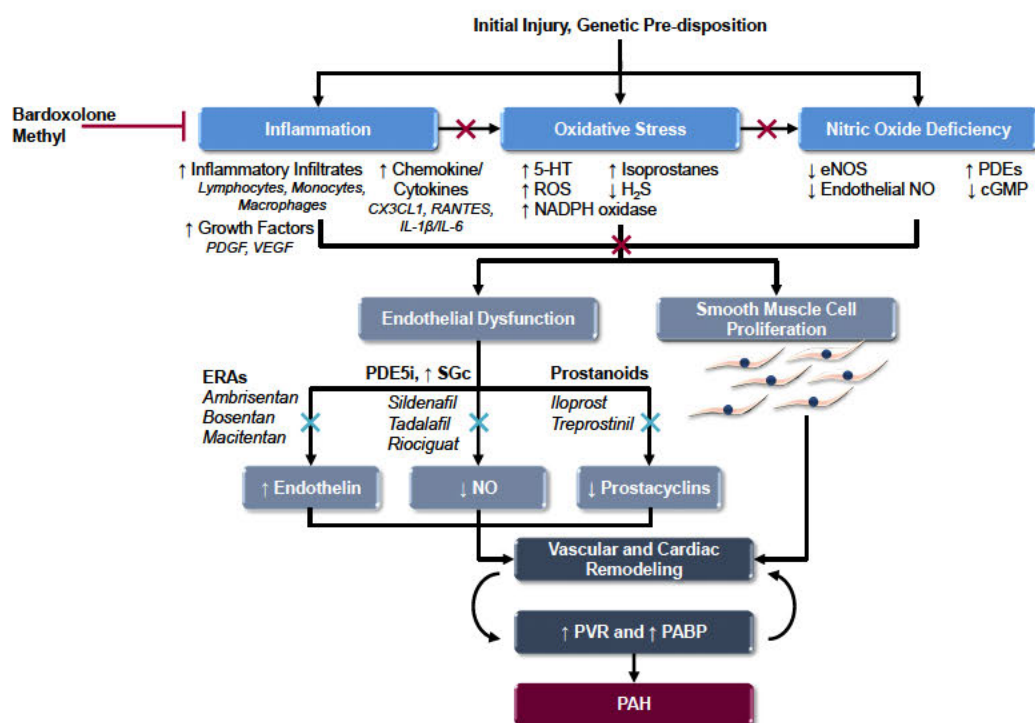 Initial Injury, Genetic Pre-disposition
Bardoxolone
Methyl
Inflammation
Oxidative Stress
Nitric Oxide Deficiency
↑ Inflammatory Infiltrates
Lymphocytes, Monocytes,
Macrophages
↑ Growth Factors
PDGF, VEGF
↑ Chemokine/
Cytokines
CX3CL1, RANTES,
IL-1β/IL-6
↑ 5-HT
↑ ROS
↑ NADPH oxidase
↑ Isoprostanes
↓ H₂S
↓ eNOS
↓ Endothelial NO
↑ PDEs
↓ cGMP
Endothelial Dysfunction
Smooth Muscle Cell
Proliferation
ERAs
Ambrisentan
Bosentan
Macitentan
PDE5i, ↑ SGc
Sildenafil
Tadalafil
Riociguat
Prostanoids
Iloprost
Treprostinil
↑ Endothelin
↓ NO
↓ Prostacyclins
Vascular and Cardiac
Remodeling
↑ PVR and ↑ PABP
PAH